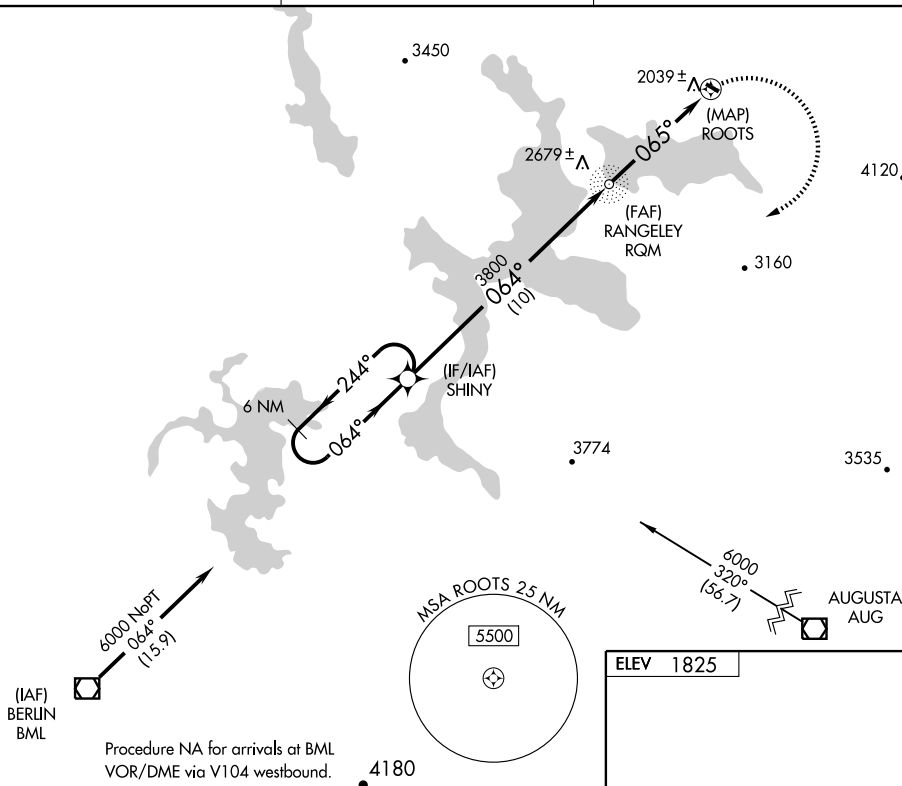 3450
2039 ±
(MAP)
ROOTS
065°
2679 ±
4120
(FAF)
RANGELEY
RQM
3160
3800
064°
(10)
244°
(IF/IAF)
SHINY
6 NM
064°
3774
3535
6000
320°
(56.7)
MSA ROOTS 25 NM
5500
AUGUSTA
AUG
6000 NoPT
064°
(15.9)
ELEV 1825
(IAF)
BERLIN
BML
Procedure NA for arrivals at BML
VOR/DME via V104 westbound.
4180